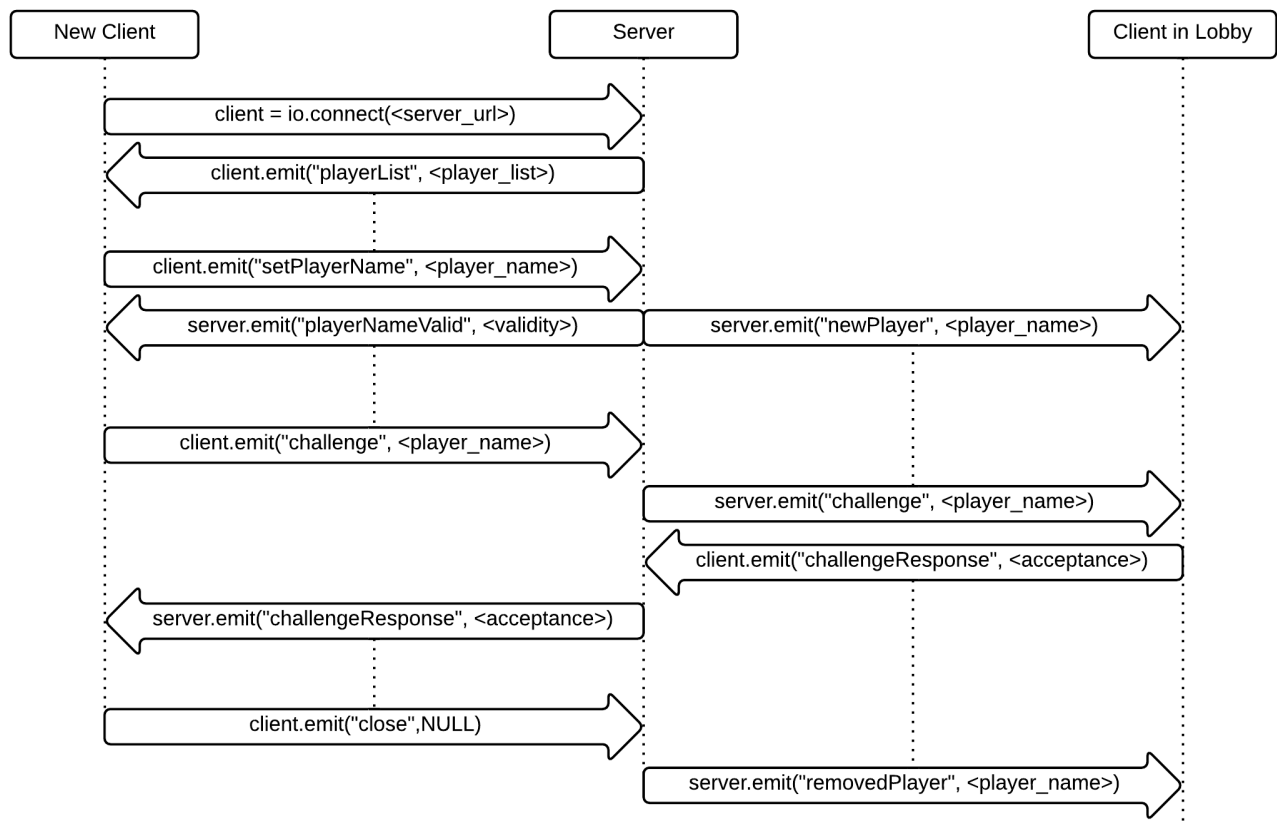 New Client
Server
Client in Lobby
client = io.connect(<server_url>)
client.emit("playerList", <player_list>)
client.emit("setPlayerName", <player_name>)
server.emit("playerNameValid", <validity>)
server.emit("newPlayer", <player_name>)
client.emit("challenge", <player_name>)
server.emit("challenge", <player_name>)
client.emit("challengeResponse", <acceptance>)
server.emit("challengeResponse", <acceptance>)
client.emit("close",NULL)
server.emit("removedPlayer", <player_name>)